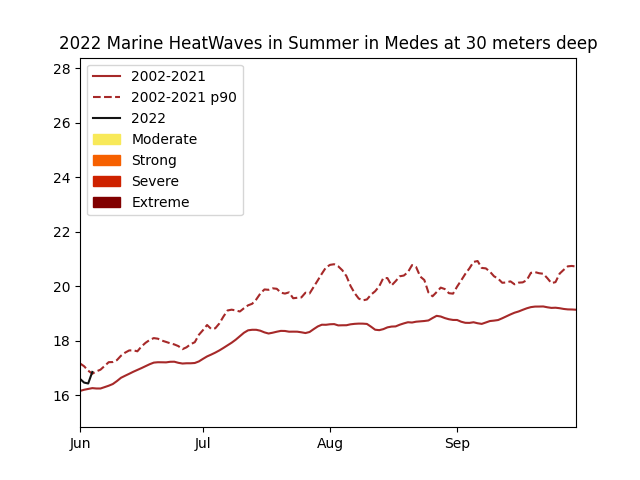 2022 Marine HeatWaves in Summer in Medes at 30 meters deep
28
26
24
22
20
18
16
2002-2021
2002-2021 p90
2022
Moderate
Strong
Severe
Extreme
Jun
Jul
Aug
Sep